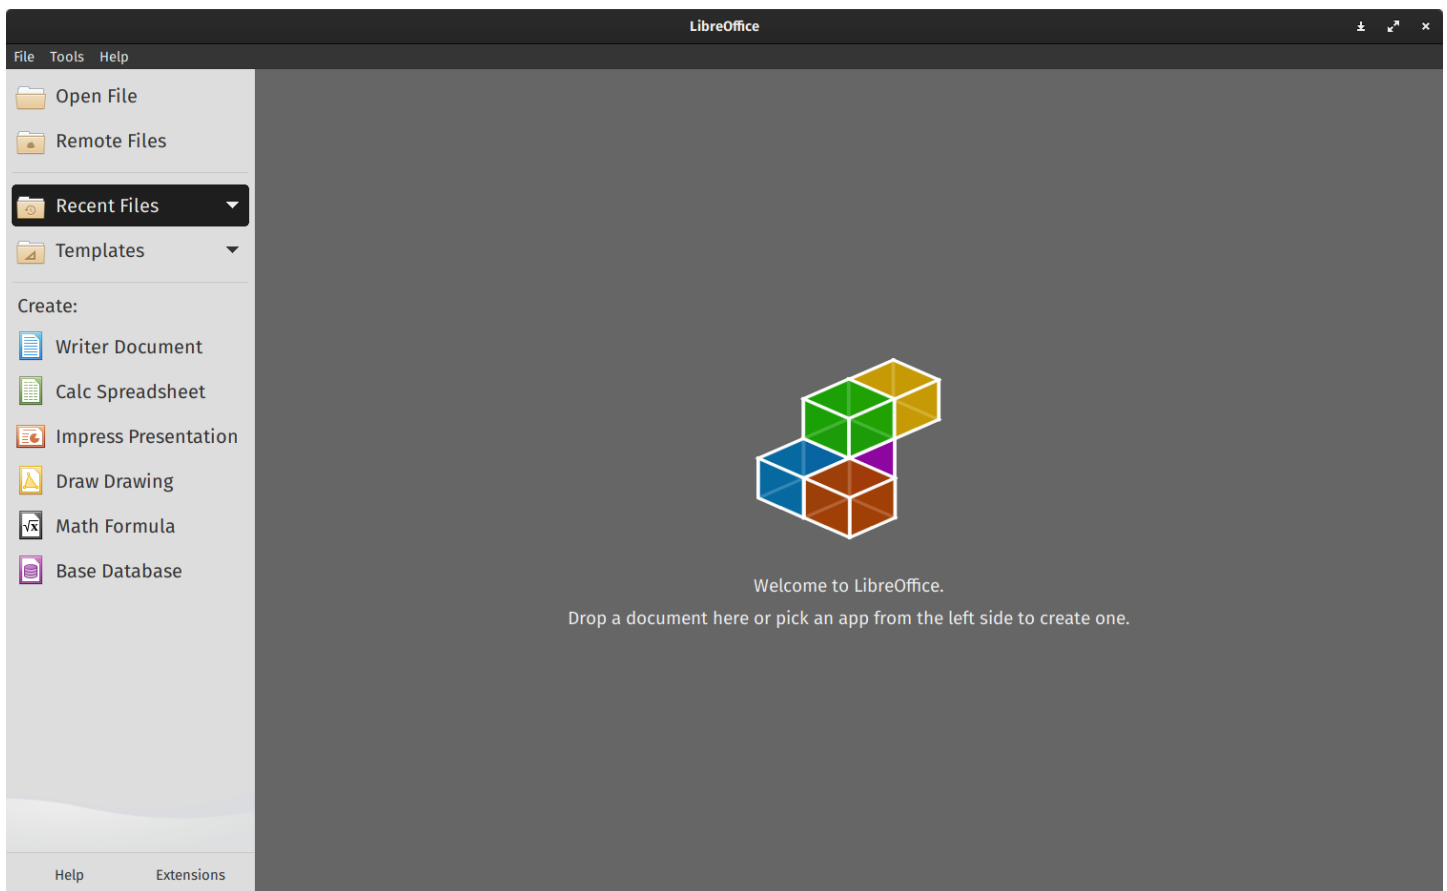 LibreOffice
File Tools Help
Open File
Remote Files
Recent Files
Templates
Create:
Writer Document
Calc Spreadsheet
Impress Presentation
Draw Drawing
√x Math Formula
Base Database
Welcome to LibreOffice.
Drop a document here or pick an app from the left side to create one.
Help Extensions